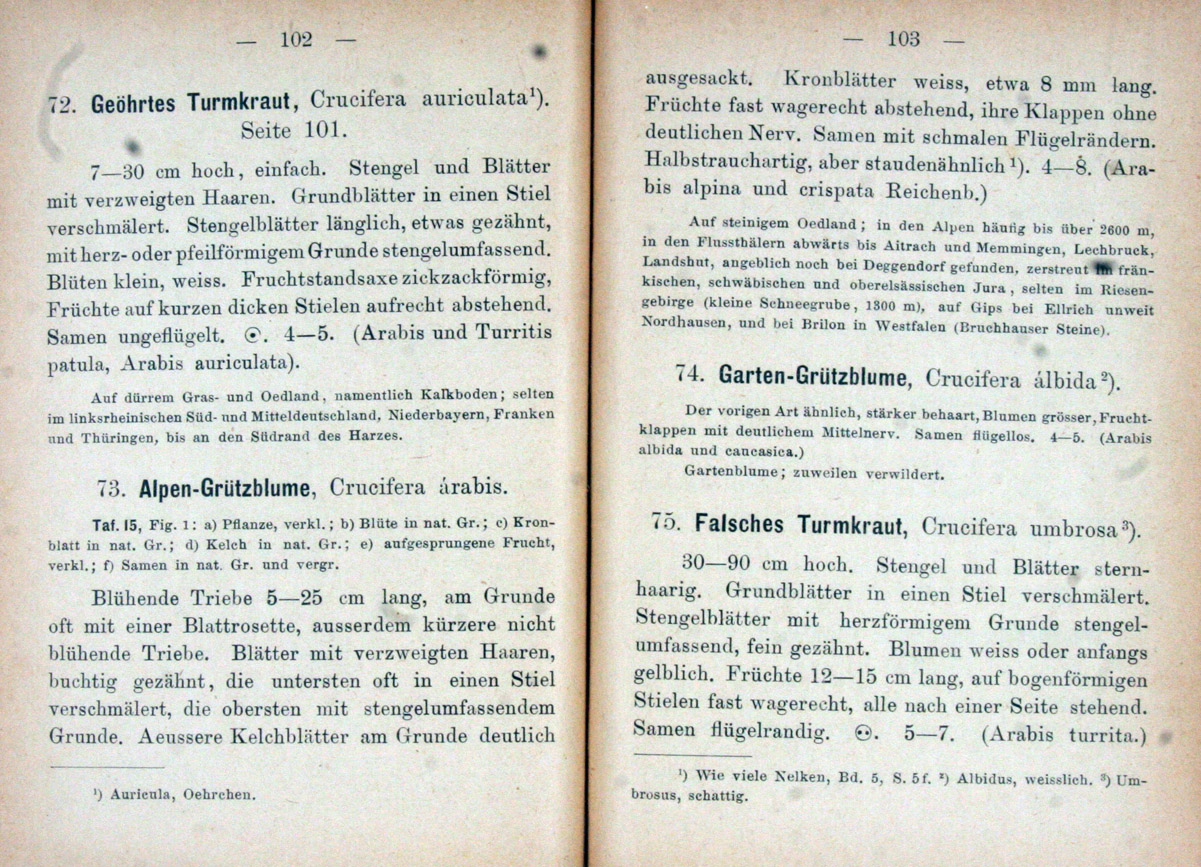 — 102 —
72. Geöhrtes Turmkraut, Crucifera auriculata¹).
Seite 101.
7—30 cm hoch, einfach. Stengel und Blätter
mit verzweigten Haaren. Grundblätter in einen Stiel
verschmälert. Stengelblätter länglich, etwas gezähnt,
mit herz- oder pfeilförmigem Grunde stengelumfassend.
Blüten klein, weiss. Fruchtstandsaxe zickzackförmig,
Früchte auf kurzen dicken Stielen aufrecht abstehend.
Samen ungeflügelt. ⊙. 4—5. (Arabis und Turritis
patula, Arabis auriculata).
Auf dürrem Gras- und Oedland, namentlich Kalkboden; selten
im linksrheinischen Süd- und Mitteldeutschland, Niederbayern, Franken
und Thüringen, bis an den Südrand des Harzes.
73. Alpen-Grützblume, Crucifera árabis.
Taf. 15, Fig. 1: a) Pflanze, verkl.; b) Blüte in nat. Gr.; c) Kron-
blatt in nat. Gr.; d) Kelch in nat. Gr.; e) aufgesprungene Frucht,
verkl.; f) Samen in nat. Gr. und vergr.
Blühende Triebe 5—25 cm lang, am Grunde
oft mit einer Blattrosette, ausserdem kürzere nicht
blühende Triebe. Blätter mit verzweigten Haaren,
buchtig gezähnt, die untersten oft in einen Stiel
verschmälert, die obersten mit stengelumfassendem
Grunde. Aeussere Kelchblätter am Grunde deutlich
¹) Auricula, Oehrchen.
— 103 —
ausgesackt. Kronblätter weiss, etwa 8 mm lang.
Früchte fast wagerecht abstehend, ihre Klappen ohne
deutlichen Nerv. Samen mit schmalen Flügelrändern.
Halbstrauchartig, aber staudenähnlich¹). 4—8. (Ara-
bis alpina und crispata Reichenb.)
Auf steinigem Oedland; in den Alpen häufig bis über 2600 m,
in den Flussthälern abwärts bis Aitrach und Memmingen, Lechbruck,
Landshut, angeblich noch bei Deggendorf gefunden, zerstreut im frän-
kischen, schwäbischen und oberelsässischen Jura, selten im Riesen-
gebirge (kleine Schneegrube, 1300 m), auf Gips bei Ellrich unweit
Nordhausen, und bei Brilon in Westfalen (Bruchhauser Steine).
74. Garten-Grützblume, Crucifera álbida²).
Der vorigen Art ähnlich, stärker behaart, Blumen grösser, Frucht-
klappen mit deutlichem Mittelnerv. Samen flügellos. 4—5. (Arabis
albida und caucasica.)
Gartenblume; zuweilen verwildert.
75. Falsches Turmkraut, Crucifera umbrosa³).
30—90 cm hoch. Stengel und Blätter stern-
haarig. Grundblätter in einen Stiel verschmälert.
Stengelblätter mit herzförmigem Grunde stengel-
umfassend, fein gezähnt. Blumen weiss oder anfangs
gelblich. Früchte 12—15 cm lang, auf bogenförmigen
Stielen fast wagerecht, alle nach einer Seite stehend.
Samen flügelrandig. ⚇. 5—7. (Arabis turrita.)
¹) Wie viele Nelken, Bd. 5, S. 5f. ²) Albidus, weisslich. ³) Um-
brosus, schattig.